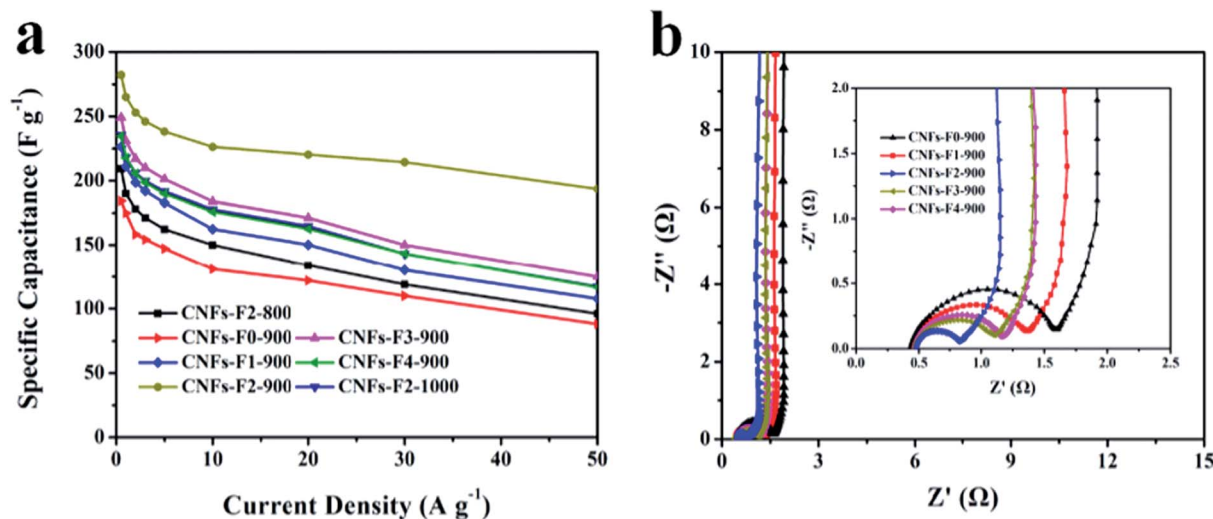 a
300
250
200
150
100
50
0
Specific Capacitance (F g⁻¹)
CNFs-F2-800
CNFs-F0-900
CNFs-F1-900
CNFs-F2-900
CNFs-F3-900
CNFs-F4-900
CNFs-F2-1000
0 10 20 30 40 50
Current Density (A g⁻¹)
b
10
8
6
4
2
0
-Z" (Ω)
2.0
1.5
1.0
0.5
0.0
-Z" (Ω)
CNFs-F0-900
CNFs-F1-900
CNFs-F2-900
CNFs-F3-900
CNFs-F4-900
0.0 0.5 1.0 1.5 2.0 2.5
Z' (Ω)
0 3 6 9 12 15
Z' (Ω)